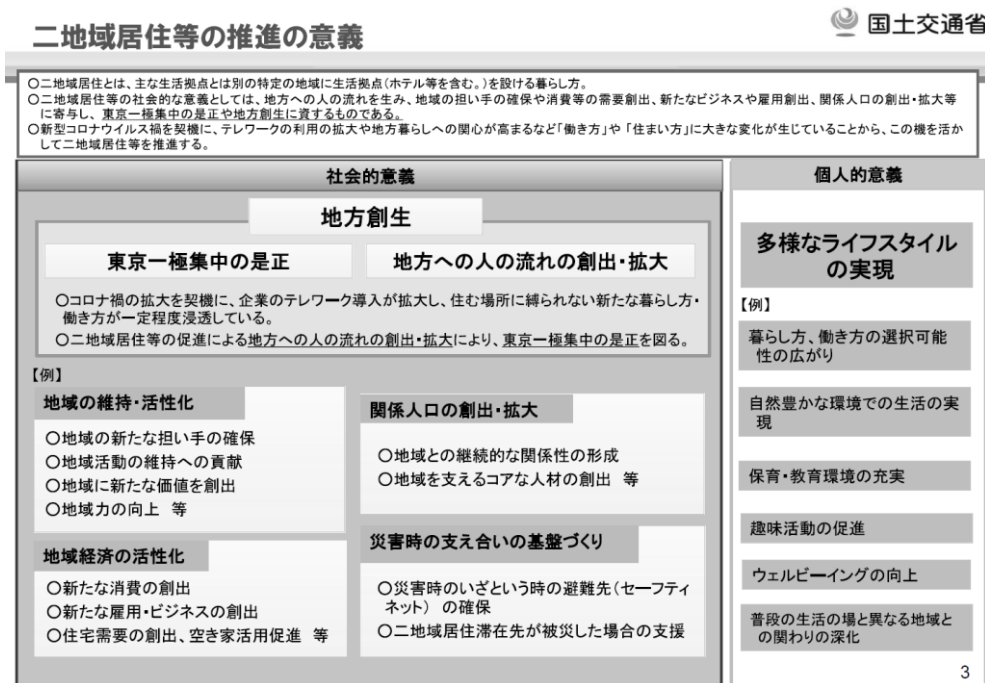 二地域居住等の推進の意義
国土交通省
〇二地域居住とは、主な生活拠点とは別の特定の地域に生活拠点(ホテル等を含む。)を設ける暮らし方。
〇二地域居住等の社会的な意義としては、地方への人の流れを生み、地域の担い手の確保や消費等の需要創出、新たなビジネスや雇用創出、関係人口の創出・拡大等
に寄与し、東京一極集中の是正や地方創生に資するものである。
〇新型コロナウイルス禍を契機に、テレワークの利用の拡大や地方暮らしへの関心が高まるなど「働き方」や「住まい方」に大きな変化が生じていることから、この機を活か
して二地域居住等を推進する。
社会的意義
地方創生
東京一極集中の是正
地方への人の流れの創出・拡大
〇コロナ禍の拡大を契機に、企業のテレワーク導入が拡大し、住む場所に縛られない新たな暮らし方・
働き方が一定程度浸透している。
〇二地域居住等の促進による地方への人の流れの創出・拡大により、東京一極集中の是正を図る。
【例】
地域の維持・活性化
〇地域の新たな担い手の確保
〇地域活動の維持への貢献
〇地域に新たな価値を創出
〇地域力の向上 等
関係人口の創出・拡大
〇地域との継続的な関係性の形成
〇地域を支えるコアな人材の創出 等
地域経済の活性化
〇新たな消費の創出
〇新たな雇用・ビジネスの創出
〇住宅需要の創出、空き家活用促進 等
災害時の支え合いの基盤づくり
〇災害時のいざという時の避難先(セーフティ
ネット) の確保
〇二地域居住滞在先が被災した場合の支援
個人的意義
多様なライフスタイル
の実現
【例】
暮らし方、働き方の選択可能
性の広がり
自然豊かな環境での生活の実
現
保育・教育環境の充実
趣味活動の促進
ウェルビーイングの向上
普段の生活の場と異なる地域と
の関わりの深化
3